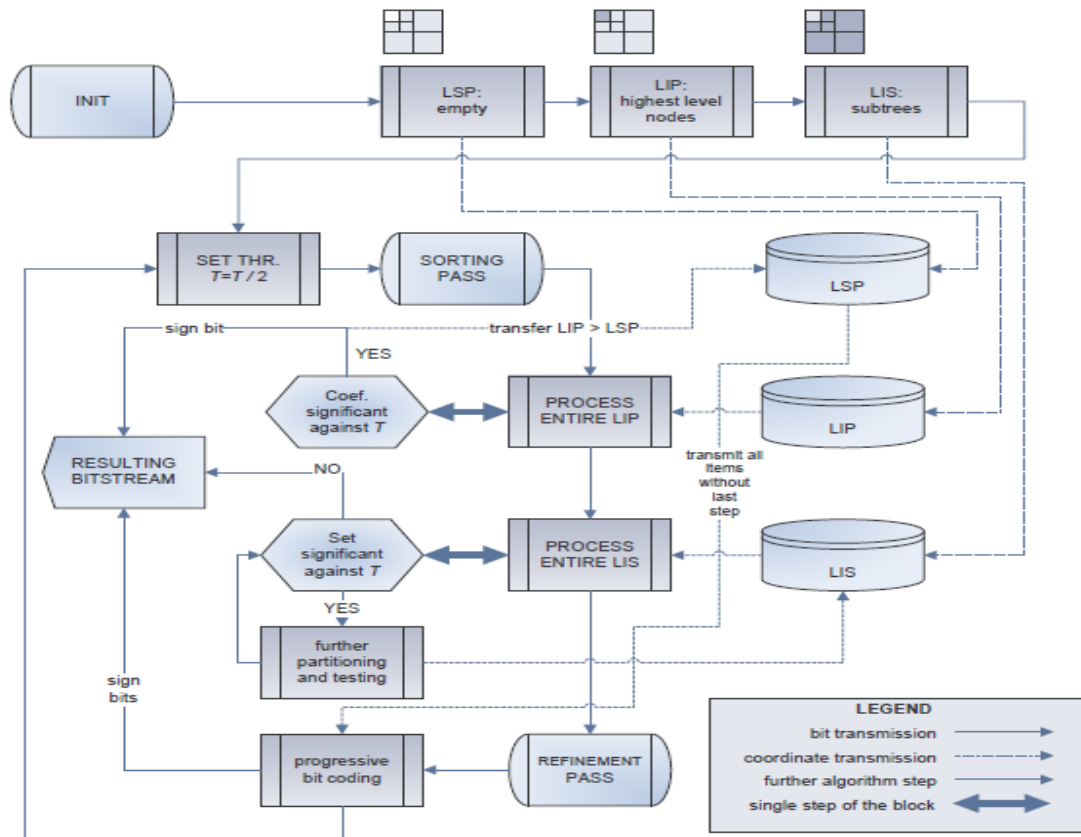 INIT
LSP:
empty
LIP:
highest level
nodes
LIS:
subtrees
SET THR.
T=T / 2
SORTING
PASS
LSP
sign bit
transfer LIP > LSP
YES
Coef.
significant
against T
PROCESS
ENTIRE LIP
LIP
RESULTING
BITSTREAM
NO
transmit all
items
without
last
step
Set
significant
against T
PROCESS
ENTIRE LIS
LIS
YES
further
partitioning
and testing
sign
bits
progressive
bit coding
REFINEMENT
PASS
LEGEND
bit transmission
coordinate transmission
further algorithm step
single step of the block